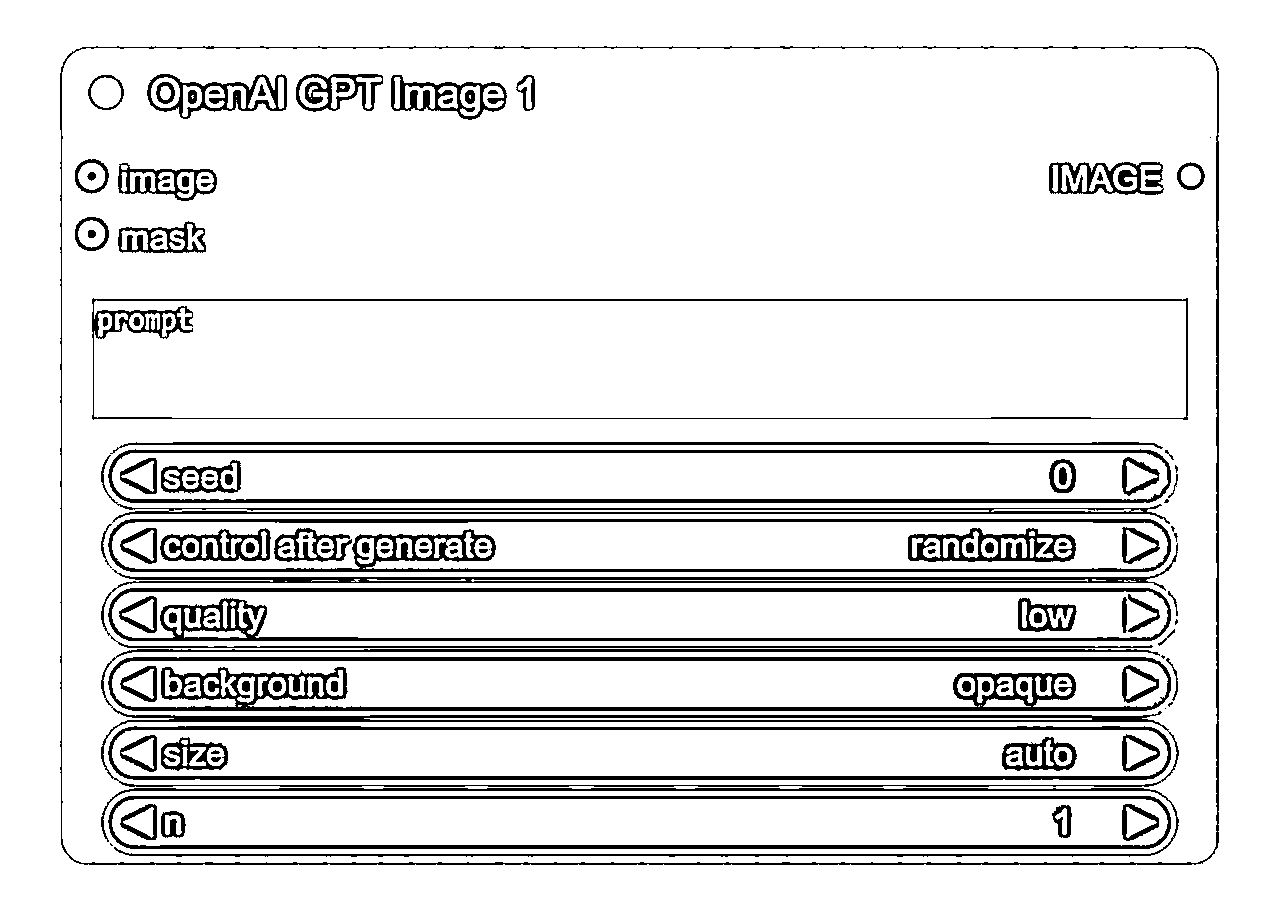 OpenAI GPT Image 1
image IMAGE
mask
prompt
seed 0
control after generate randomize
quality low
background opaque
size auto
n 1